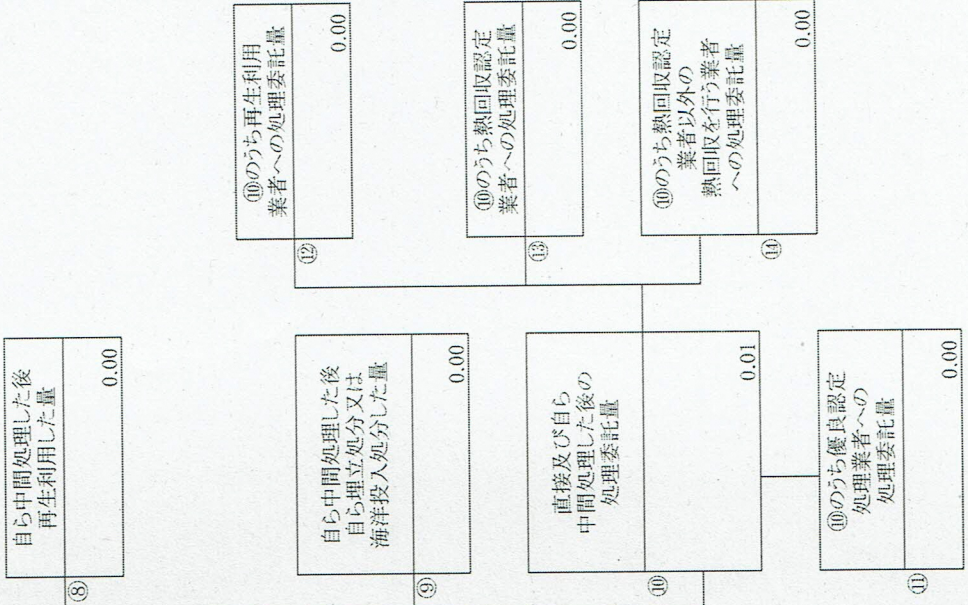 ⑧
自ら中間処理した後
再生利用した量
0.00
⑨
自ら中間処理した後
自ら埋立処分又は
海洋投入処分した量
0.00
⑩
直接及び自ら
中間処理した後の
処理委託量
0.01
⑪
⑩のうち優良認定
処理業者への
処理委託量
0.00
⑫
⑩のうち再生利用
業者への処理委託量
0.00
⑬
⑩のうち熱回収認定
業者への処理委託量
0.00
⑭
⑩のうち熱回収認定
業者以外の
熱回収を行う業者
への処理委託量
0.00